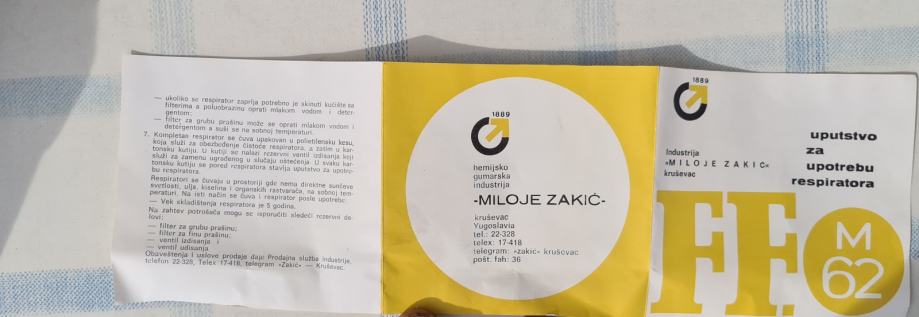 — ukoliko se respirator zaprlja potrebno je skinuti kućište sa
filterima a poluobrazinu oprati mlakom vodom i deter-
gentom;
— filter za grubu prašinu može se oprati mlakom vodom i
detergentom a suši se na sobnoj temperaturi.
7. Kompletan respirator se čuva upakovan u polietilensku kesu,
koja služi za obezbeđenje čistoće respiratora, a zatim u kar-
tonsku kutiju. U kutiji se nalazi rezervni ventil izdisanja koji
služi za zamenu ugrađenog u slučaju oštećenja. U svaku kar-
tonsku kutiju se pored respiratora stavlja uputstvo za upotre-
bu respiratora.
Respiratori se čuvaju u prostoriji gde nema direktne sunčeve
svetlosti, ulja, kiselina i organskih rastvarača, na sobnoj tem-
peraturi. Na isti način se čuva i respirator posle upotrebe.
— Vek skladištenja respiratora je 5 godina.
Na zahtev potrošača mogu se isporučiti sledeći rezervni de-
lovi:
— filter za grubu prašinu;
— filter za finu prašinu;
— ventil izdisanja i
— ventil udisanja.
Obaveštenja i uslove prodaje daje Prodajna služba Industrije,
telefon 22-328, Telex 17-418, telegram »Zakić« — Kruševac.
1889
hemijsko
gumarska
industrija
-MILOJE ZAKIĆ-
kruševac
Yugoslavia
tel.: 22-328
telex: 17-418
telegram: »zakić« kruševac
pošt. fah: 36
1889
Industrija
»MILOJE ZAKIĆ«
kruševac
uputstvo
za
upotrebu
respiratora
FF.
M
62